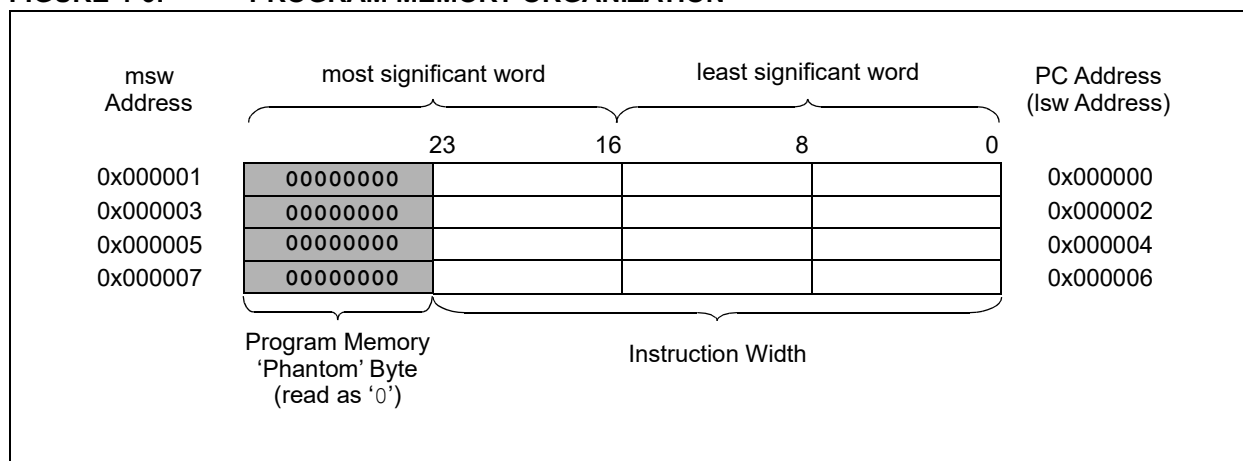 msw
Address
most significant word
least significant word
PC Address
(lsw Address)
23 16 8 0
0x000001 00000000 0x000000
0x000003 00000000 0x000002
0x000005 00000000 0x000004
0x000007 00000000 0x000006
Program Memory
‘Phantom’ Byte
(read as ‘0’)
Instruction Width